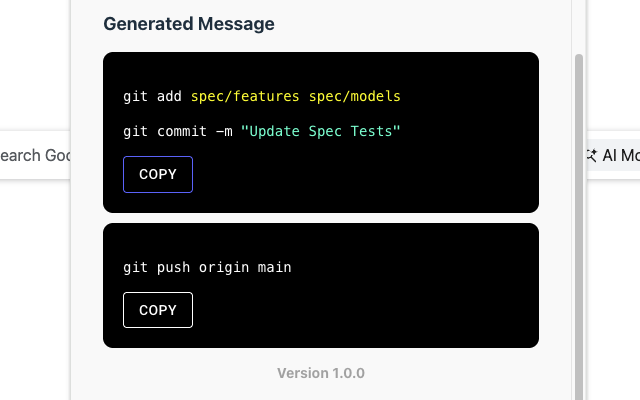 Generated Message
git add spec/features spec/models
git commit -m "Update Spec Tests"
COPY
earch Goo
AI Mo
git push origin main
COPY
Version 1.0.0